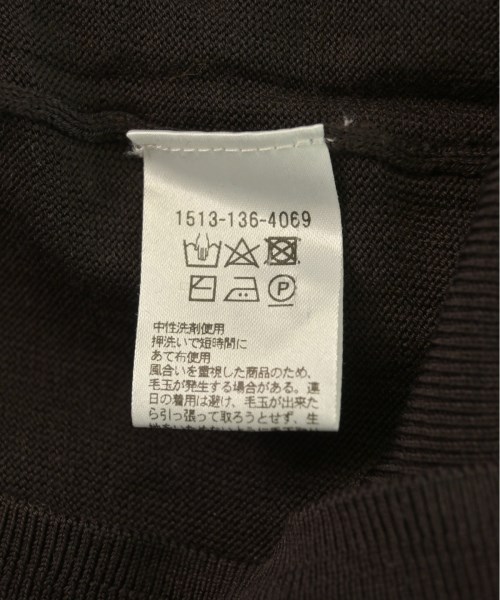 1513-136-4069
P
中性洗剤使用
押洗いで短時間に
あて布使用
風合いを重視した商品のため、
毛玉が発生する場合がある。連
日の着用は避け、毛玉が出来た
ら引っ張って取ろうとせず、生